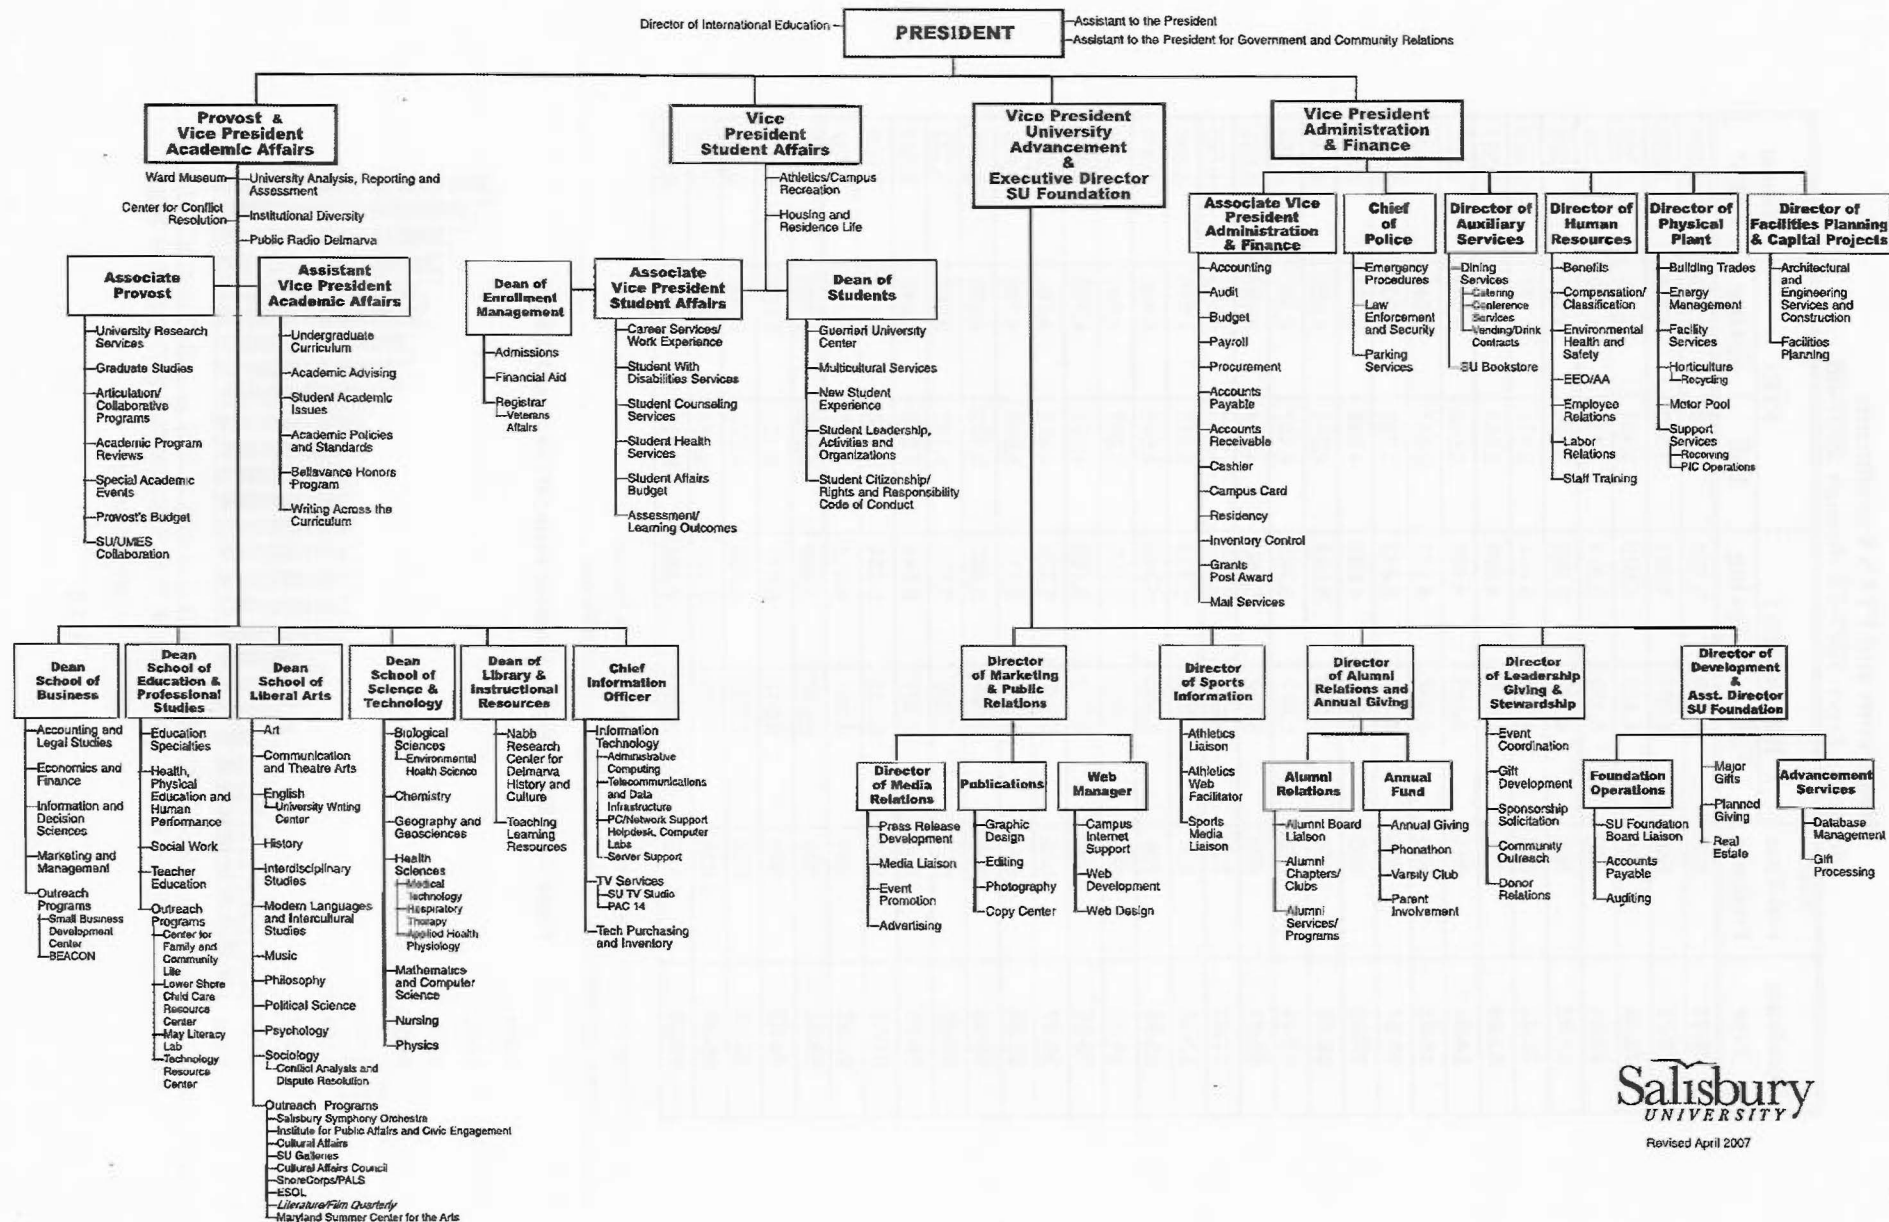 Director of International Education
PRESIDENT
Assistant to the President
Assistant to the President for Government and Community Relations
Provost &
Vice President
Academic Affairs
Vice
President
Student Affairs
Vice President
University
Advancement
&
Executive Director
SU Foundation
Vice President
Administration
& Finance
Ward Museum
University Analysis, Reporting and
Assessment
Center for Conflict
Resolution
Institutional Diversity
Public Radio Delmarva
Athletics/Campus
Recreation
Housing and
Residence Life
Associate
Provost
University Research
Services
Graduate Studies
Articulation/
Collaborative
Programs
Academic Program
Reviews
Special Academic
Events
Provost's Budget
SU/UMES
Collaboration
Assistant
Vice President
Academic Affairs
Undergraduate
Curriculum
Academic Advising
Student Academic
Issues
Academic Policies
and Standards
Bellavance Honors
Program
Writing Across the
Curriculum
Dean of
Enrollment
Management
Admissions
Financial Aid
Registrar
Veterans
Affairs
Associate
Vice President
Student Affairs
Career Services/
Work Experience
Student With
Disabilities Services
Student Counseling
Services
Student Health
Services
Student Affairs
Budget
Assessment/
Learning Outcomes
Dean of
Students
Guerrieri University
Center
Multicultural Services
New Student
Experience
Student Leadership,
Activities and
Organizations
Student Citizenship/
Rights and Responsibility
Code of Conduct
Associate Vice
President
Administration
& Finance
Accounting
Audit
Budget
Payroll
Procurement
Accounts
Payable
Accounts
Receivable
Cashier
Campus Card
Residency
Inventory Control
Grants
Post Award
Mail Services
Chief
of
Police
Emergency
Procedures
Law
Enforcement
and Security
Parking
Services
Director of
Auxiliary
Services
Dining
Services
Catering
Conference
Services
Vending/Drink
Contracts
SU Bookstore
Director of
Human
Resources
Benefits
Compensation/
Classification
Environmental
Health and
Safety
EEO/AA
Employee
Relations
Labor
Relations
Staff Training
Director of
Physical
Plant
Building Trades
Energy
Management
Facility
Services
Horticulture
Recycling
Motor Pool
Support
Services
Receiving
PIC Operations
Director of
Facilities Planning
& Capital Projects
Architectural
and
Engineering
Services and
Construction
Facilities
Planning
Dean
School of
Business
Accounting and
Legal Studies
Economics and
Finance
Information and
Decision
Sciences
Marketing and
Management
Outreach
Programs
Small Business
Development
Center
BEACON
Dean
School of
Education &
Professional
Studies
Education
Specialties
Health,
Physical
Education and
Human
Performance
Social Work
Teacher
Education
Outreach
Programs
Center for
Family and
Community
Life
Lower Shore
Child Care
Resource
Center
May Literacy
Lab
Technology
Resource
Center
Dean
School of
Liberal Arts
Art
Communication
and Theatre Arts
English
University Writing
Center
History
Interdisciplinary
Studies
Modern Languages
and Intercultural
Studies
Music
Philosophy
Political Science
Psychology
Sociology
Conflict Analysis and
Dispute Resolution
Outreach Programs
Salisbury Symphony Orchestra
Institute for Public Affairs and Civic Engagement
Cultural Affairs
SU Galleries
Cultural Affairs Council
ShoreCorps/PALS
ESOL
Literature/Film Quarterly
Maryland Summer Center for the Arts
Dean
School of
Science &
Technology
Biological
Sciences
Environmental
Health Science
Chemistry
Geography and
Geosciences
Health
Sciences
Medical
Technology
Respiratory
Therapy
Applied Health
Physiology
Mathematics
and Computer
Science
Nursing
Physics
Dean of
Library &
Instructional
Resources
Nabb
Research
Center for
Delmarva
History and
Culture
Teaching
Learning
Resources
Chief
Information
Officer
Information
Technology
Administrative
Computing
Telecommunications
and Data
Infrastructure
PC/Network Support
Helpdesk, Computer
Labs
Server Support
TV Services
SU TV Studio
PAC 14
Tech Purchasing
and Inventory
Director
of Marketing
& Public
Relations
Director
of Media
Relations
Press Release
Development
Media Liaison
Event
Promotion
Advertising
Publications
Graphic
Design
Editing
Photography
Copy Center
Web
Manager
Campus
Internet
Support
Web
Development
Web Design
Director
of Sports
Information
Athletics
Liaison
Athletics
Web
Facilitator
Sports
Media
Liaison
Director
of Alumni
Relations and
Annual Giving
Alumni
Relations
Alumni Board
Liaison
Alumni
Chapters/
Clubs
Alumni
Services/
Programs
Annual
Fund
Annual Giving
Phonathon
Varsity Club
Parent
Involvement
Director
of Leadership
Giving &
Stewardship
Event
Coordination
Gift
Development
Sponsorship
Solicitation
Community
Outreach
Donor
Relations
Director of
Development
&
Asst. Director
SU Foundation
Foundation
Operations
SU Foundation
Board Liaison
Accounts
Payable
Auditing
Major
Gifts
Planned
Giving
Real
Estate
Advancement
Services
Database
Management
Gift
Processing
Salisbury
UNIVERSITY
Revised April 2007